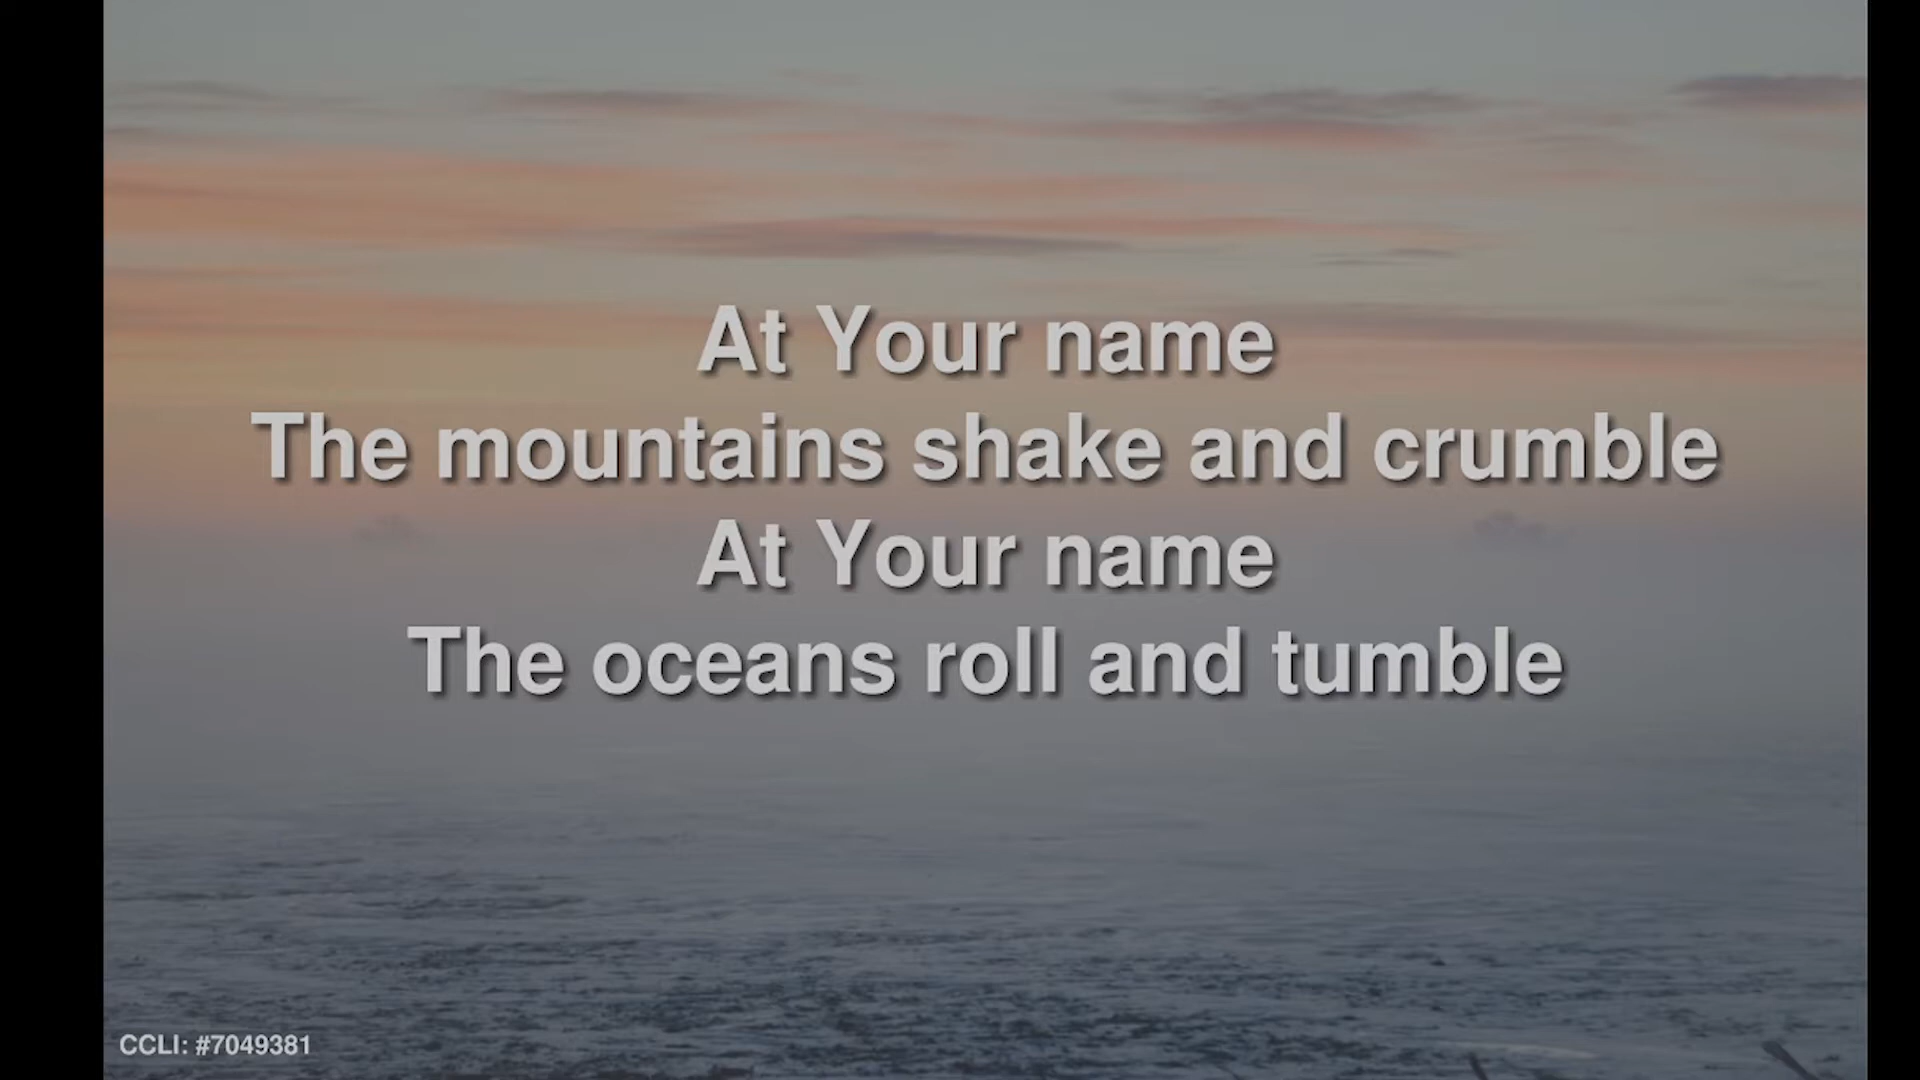 At Your name
The mountains shake and crumble
At Your name
The oceans roll and tumble
CCLI: #7049381